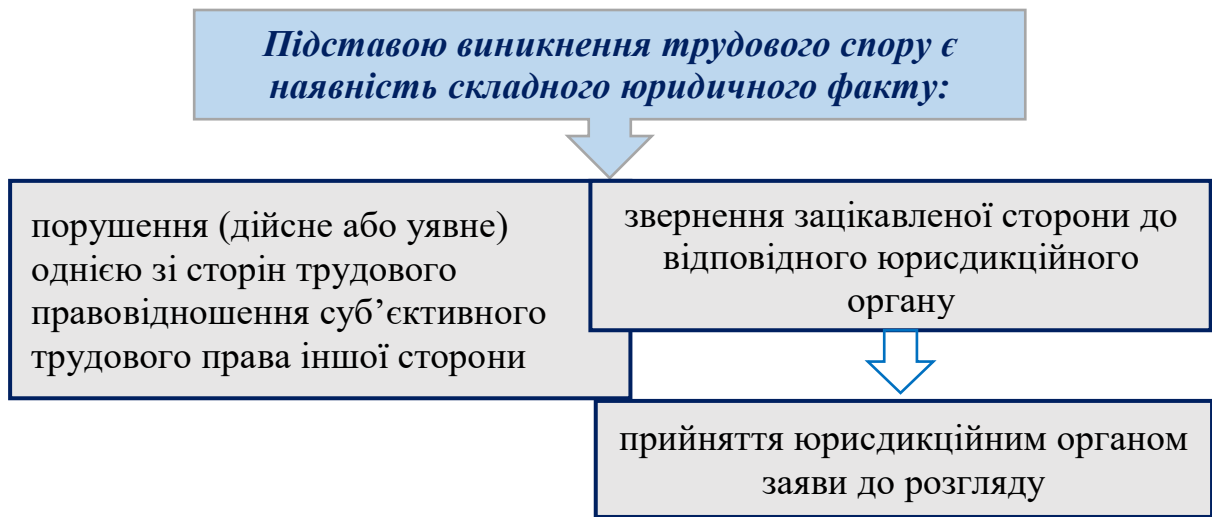 Підставою виникнення трудового спору є
наявність складного юридичного факту:
порушення (дійсне або уявне)
однією зі сторін трудового
правовідношення суб’єктивного
трудового права іншої сторони
звернення зацікавленої сторони до
відповідного юрисдикційного
органу
прийняття юрисдикційним органом
заяви до розгляду